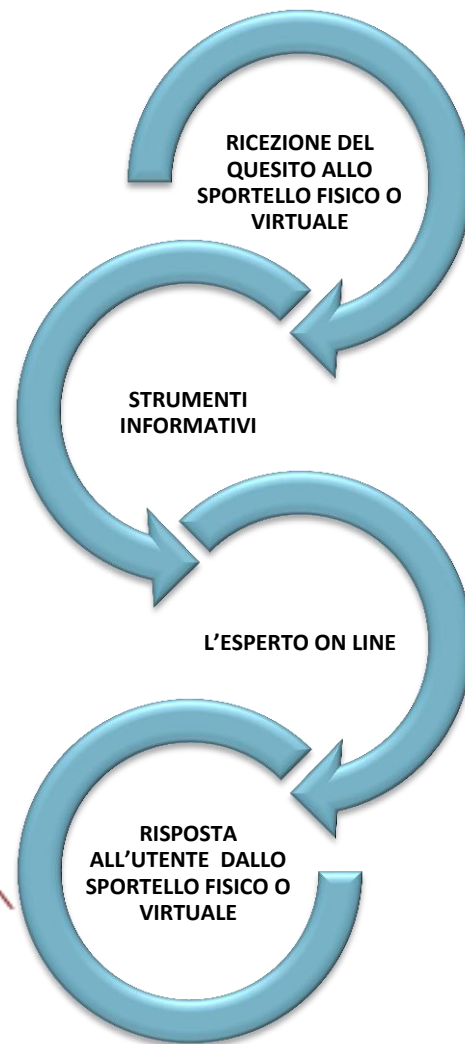 RICEZIONE DEL
QUESITO ALLO
SPORTELLO FISICO O
VIRTUALE
STRUMENTI
INFORMATIVI
L’ESPERTO ON LINE
RISPOSTA
ALL’UTENTE DALLO
SPORTELLO FISICO O
VIRTUALE